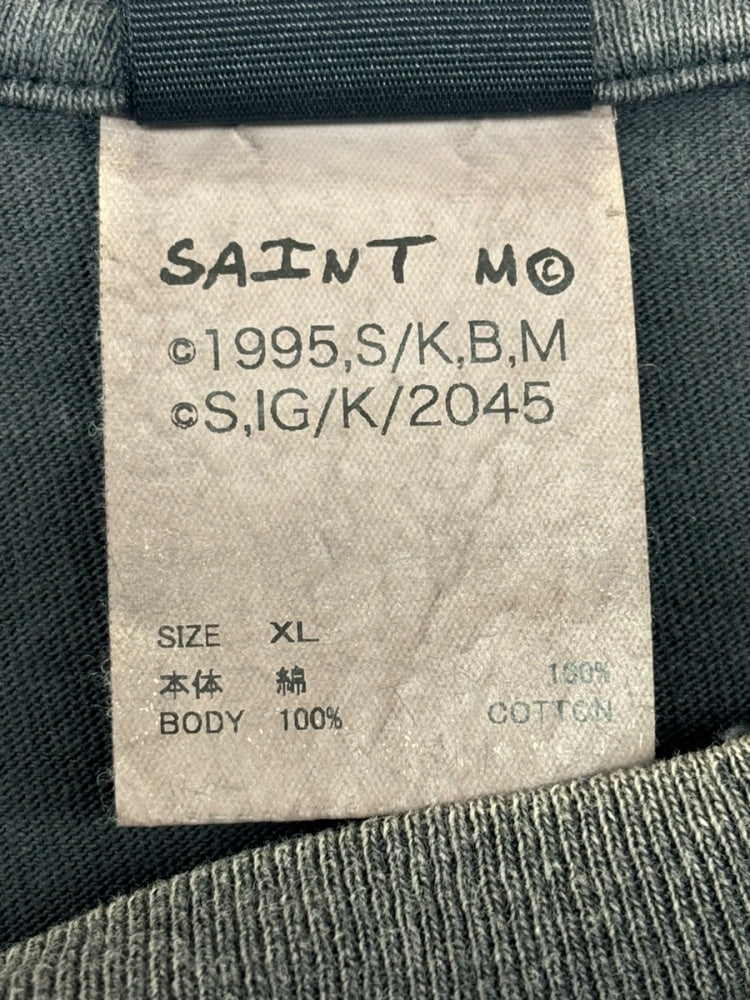 SAINT M©
©1995,S/K,B,M
©S,IG/K/2045
SIZE XL
本体 綿 100%
BODY 100% COTTON